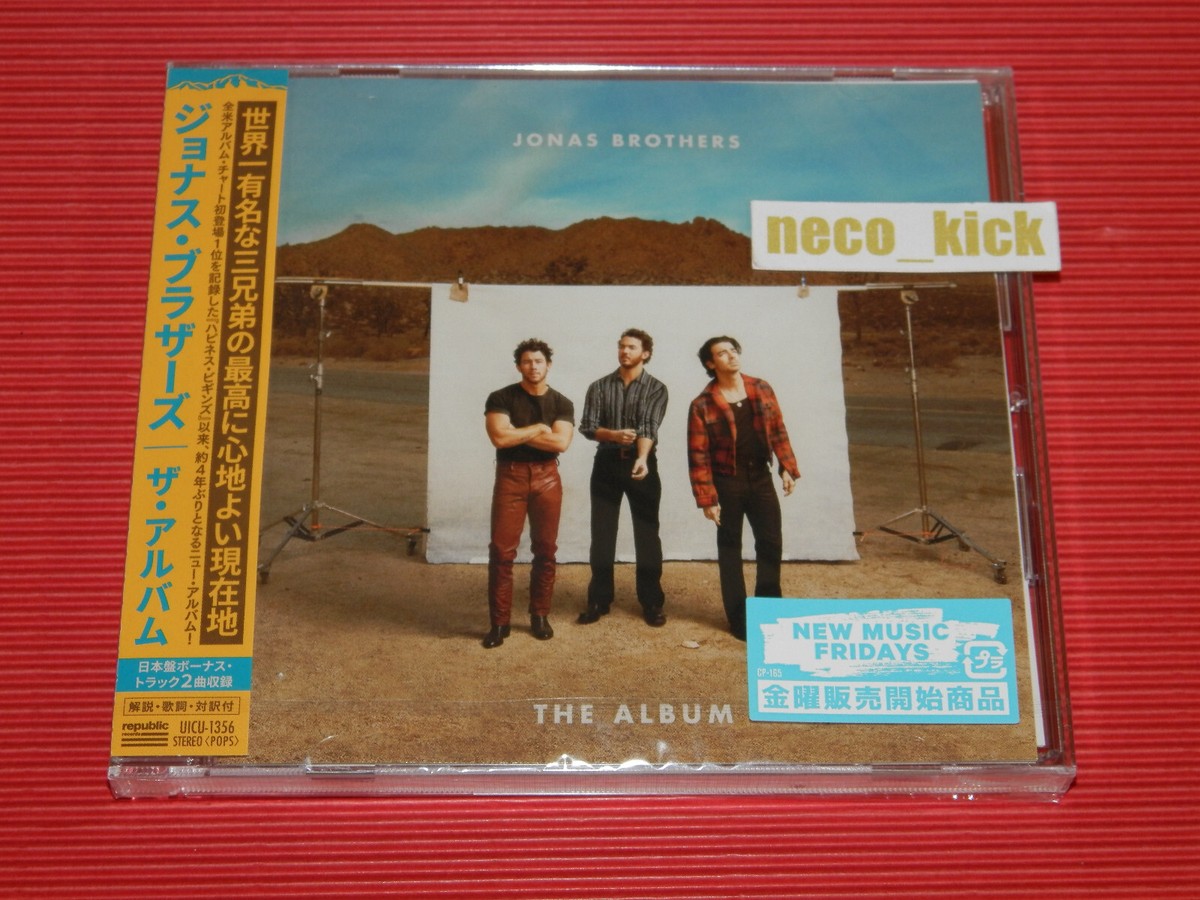 世界一有名な三兄弟の最高に心地よい現在地
全米アルバム・チャート初登場1位を記録した『ハピネス・ビギンズ』以来、約4年ぶりとなるニュー・アルバム!
ジョナス・ブラザーズ | ザ・アルバム
日本盤ボーナス・
トラック2曲収録
解説・歌詞・対訳付
republic
records
UICU-1356
STEREO〈POPS〉
JONAS BROTHERS
neco_kick
THE ALBUM
NEW MUSIC
FRIDAYS
プラ
CP-165
金曜販売開始商品